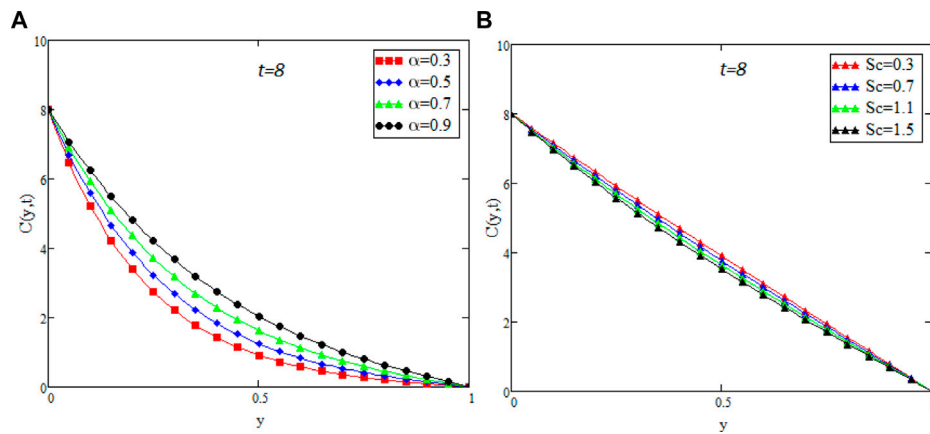 A
10
8
6
4
2
0
C(y,t)
t=8
α=0.3
α=0.5
α=0.7
α=0.9
0
0.5
1
y
B
10
8
6
4
2
0
C(y,t)
t=8
Sc=0.3
Sc=0.7
Sc=1.1
Sc=1.5
0
0.5
y